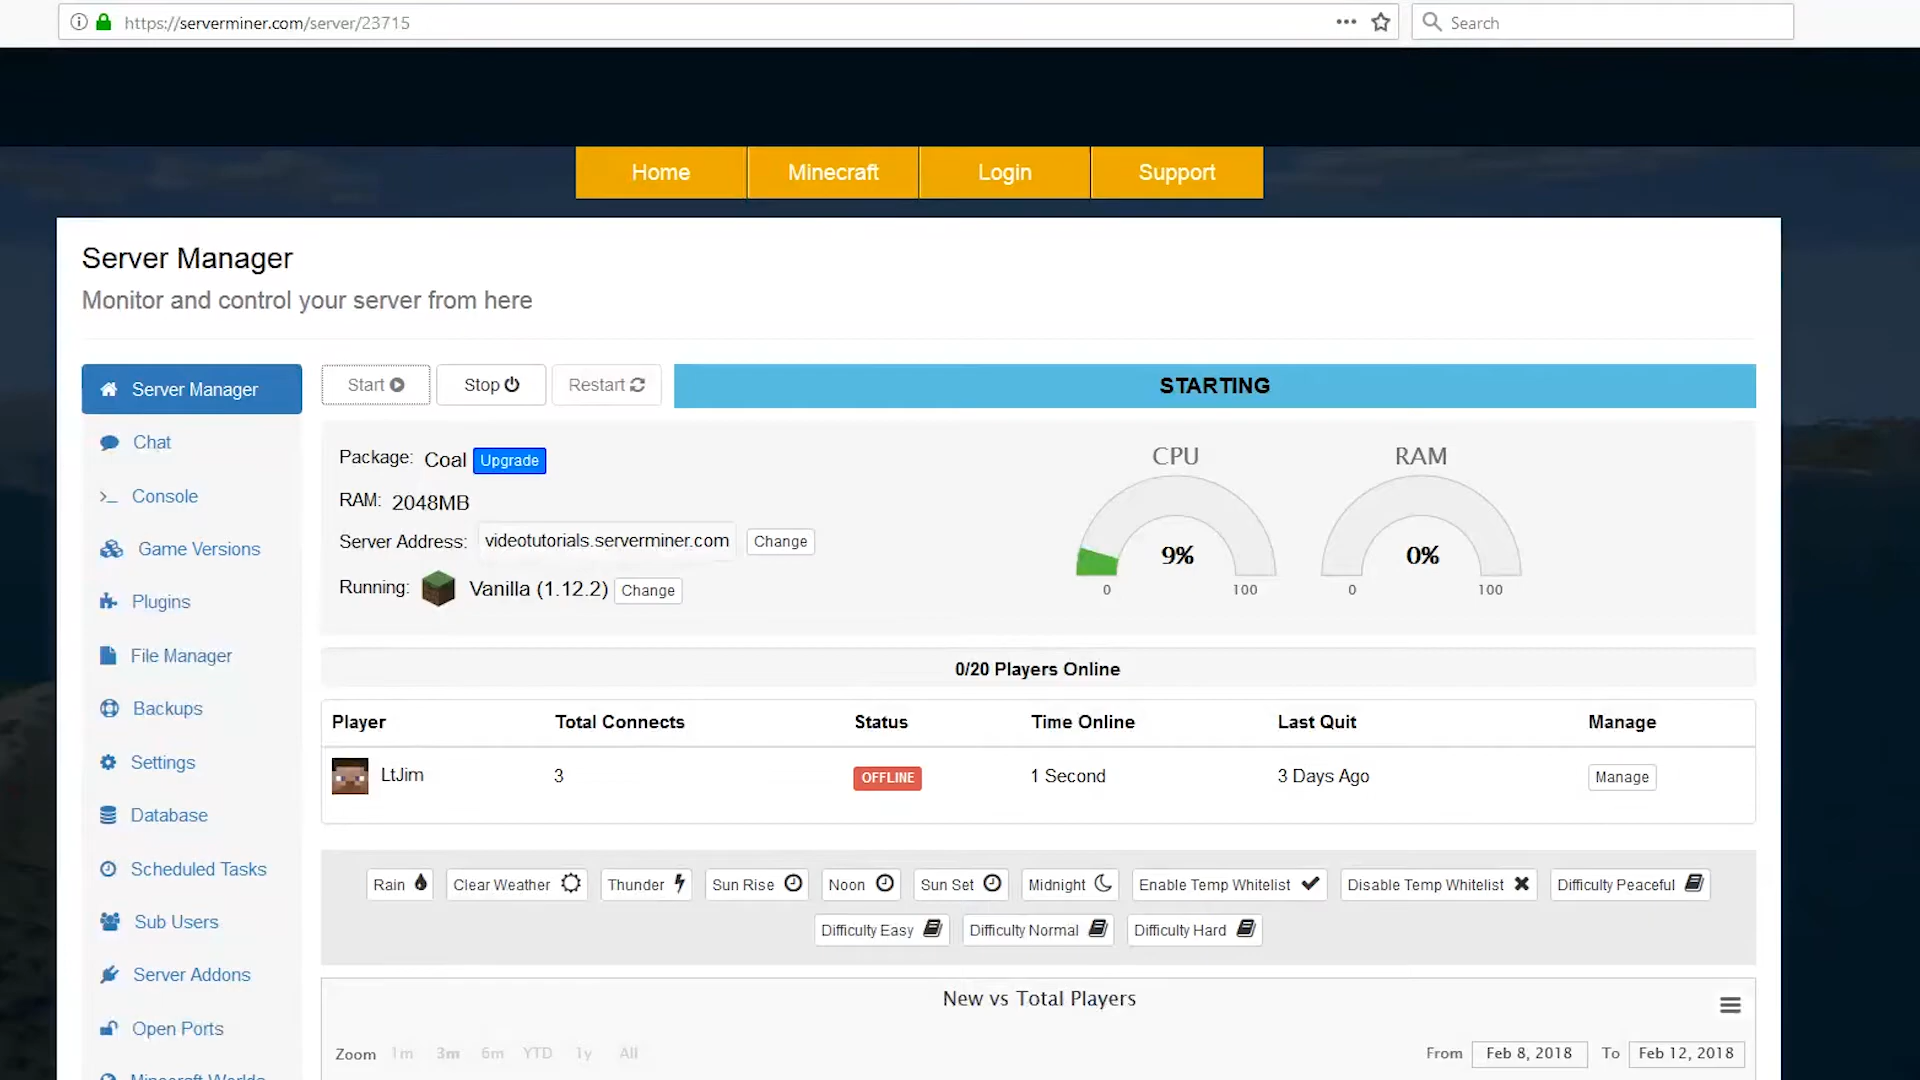 https://serverminer.com/server/23715
Search
Home Minecraft Login Support
Server Manager
Monitor and control your server from here
Server Manager
Chat
Console
Game Versions
Plugins
File Manager
Backups
Settings
Database
Scheduled Tasks
Sub Users
Server Addons
Open Ports
Minecraft Worlds
Start Stop Restart STARTING
Package: Coal Upgrade
RAM: 2048MB
Server Address: videotutorials.serverminer.com Change
Running: Vanilla (1.12.2) Change
CPU RAM
9% 0%
0 100 0 100
0/20 Players Online
Player Total Connects Status Time Online Last Quit Manage
LtJim 3 OFFLINE 1 Second 3 Days Ago Manage
Rain Clear Weather Thunder Sun Rise Noon Sun Set Midnight Enable Temp Whitelist Disable Temp Whitelist Difficulty Peaceful
Difficulty Easy Difficulty Normal Difficulty Hard
New vs Total Players
Zoom 1m 3m 6m YTD 1y All From Feb 8, 2018 To Feb 12, 2018